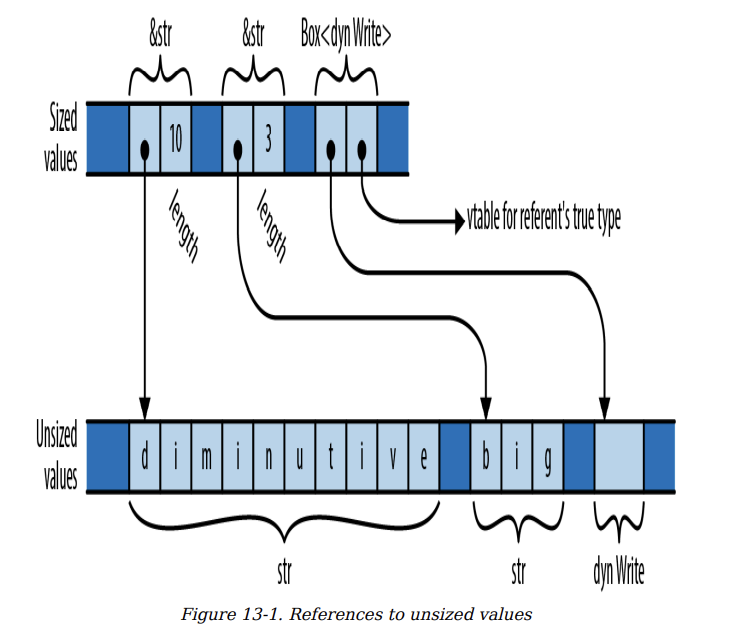 &str &str Box<dyn Write>
Sized
values
10 3
length length
vtable for referent's true type
Unsized
values
d i m i n u t i v e b i g
str str dyn Write
Figure 13-1. References to unsized values